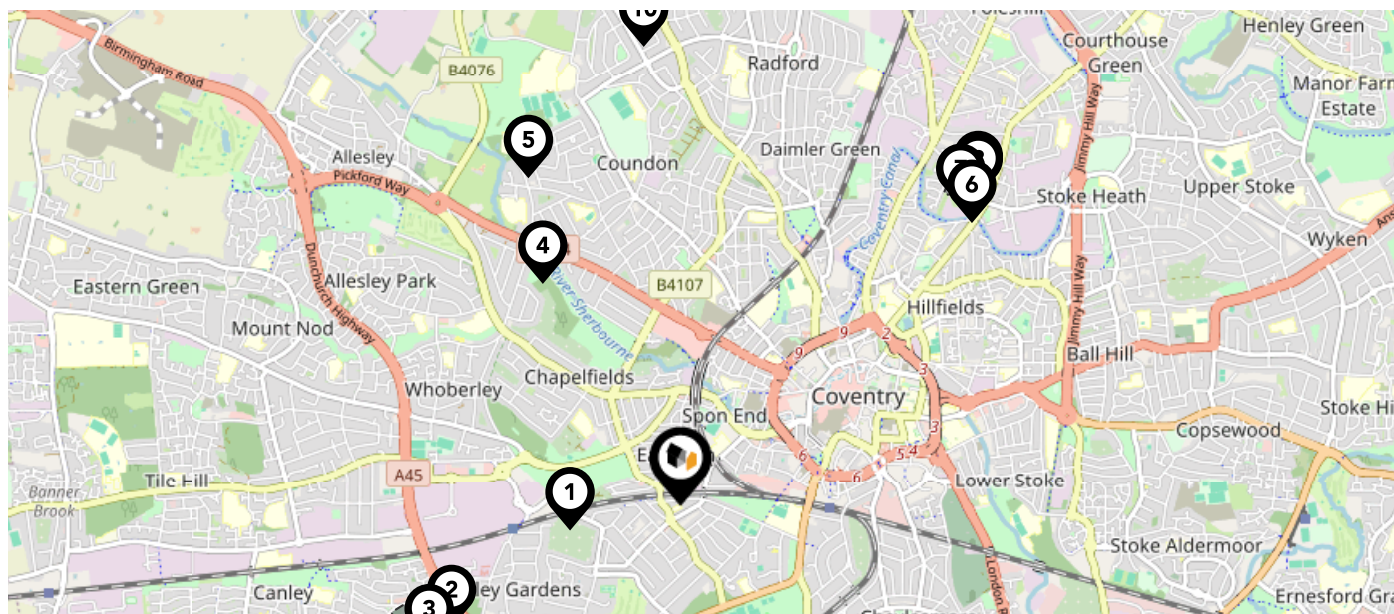 10
Foleshill
Henley Green
Courthouse
Green
Birmingham Road
B4076
Radford
Manor Farm
Estate
Jimmy Hill Way
5
Allesley
Coundon
Daimler Green
Pickford Way
6
Stoke Heath
Upper Stoke
Coventry Canal
4
Wyken
Dunchurch Highway
Allesley Park
Eastern Green
River Sherbourne
B4107
Hillfields
Jimmy Hill Way
Mount Nod
9
2
9
Ball Hill
3
Chapelfields
Whoberley
Coventry
Spon End
Stoke Hi
3
Copsewood
6
5 4
6
A45
Tile Hill
Lower Stoke
Banner
Brook
1
Stoke Aldermoor
London R
2
ley Gardens
Canley
3
Ernesford Gr